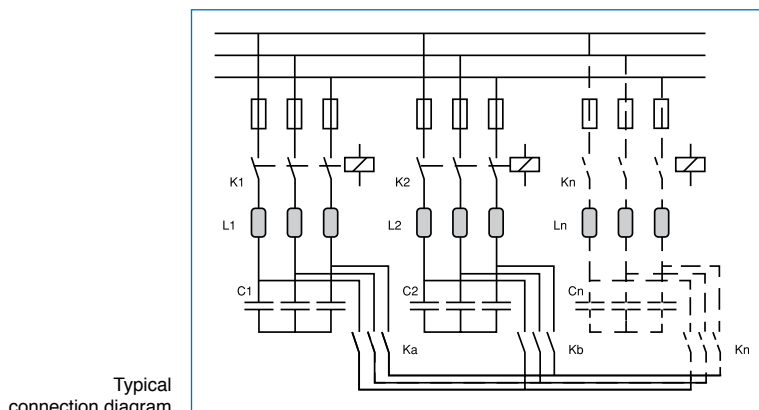 K1
K2
Kn
L1
L2
Ln
C1
C2
Cn
Ka
Kb
Kn
Typical
connection diagram